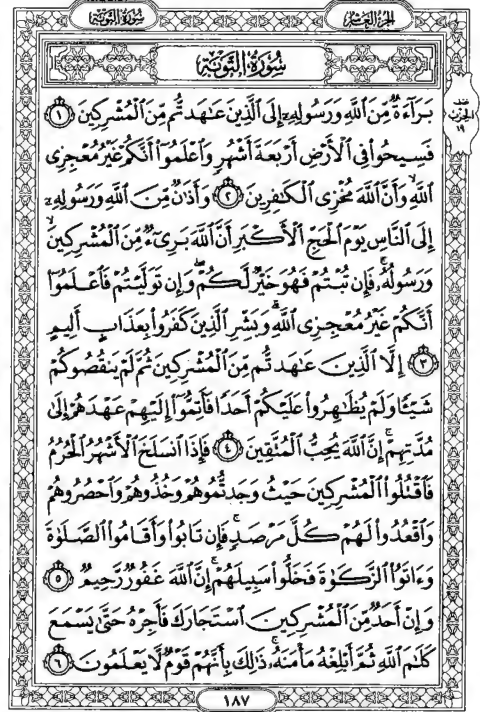 الجزء العاشر
سورة التوبة
سُورَةُ التَّوْبَةِ
بَرَآءَةٌ مِّنَ ٱللَّهِ وَرَسُولِهِۦٓ إِلَى ٱلَّذِينَ عَٰهَدتُّم مِّنَ ٱلْمُشْرِكِينَ ١
فَسِيحُوا۟ فِى ٱلْأَرْضِ أَرْبَعَةَ أَشْهُرٍ وَٱعْلَمُوٓا۟ أَنَّكُمْ غَيْرُ مُعْجِزِى
ٱللَّهِ وَأَنَّ ٱللَّهَ مُخْزِى ٱلْكَٰفِرِينَ ٢ وَأَذَٰنٌ مِّنَ ٱللَّهِ وَرَسُولِهِۦٓ
إِلَى ٱلنَّاسِ يَوْمَ ٱلْحَجِّ ٱلْأَكْبَرِ أَنَّ ٱللَّهَ بَرِىٓءٌ مِّنَ ٱلْمُشْرِكِينَ
وَرَسُولُهُۥ فَإِن تُبْتُمْ فَهُوَ خَيْرٌ لَّكُمْ وَإِن تَوَلَّيْتُمْ فَٱعْلَمُوٓا۟
أَنَّكُمْ غَيْرُ مُعْجِزِى ٱللَّهِ وَبَشِّرِ ٱلَّذِينَ كَفَرُوا۟ بِعَذَابٍ أَلِيمٍ
٣ إِلَّا ٱلَّذِينَ عَٰهَدتُّم مِّنَ ٱلْمُشْرِكِينَ ثُمَّ لَمْ يَنقُصُوكُمْ
شَيْـًٔا وَلَمْ يُظَٰهِرُوا۟ عَلَيْكُمْ أَحَدًا فَأَتِمُّوٓا۟ إِلَيْهِمْ عَهْدَهُمْ إِلَىٰ
مُدَّتِهِمْ إِنَّ ٱللَّهَ يُحِبُّ ٱلْمُتَّقِينَ ٤ فَإِذَا ٱنسَلَخَ ٱلْأَشْهُرُ ٱلْحُرُمُ
فَٱقْتُلُوا۟ ٱلْمُشْرِكِينَ حَيْثُ وَجَدتُّمُوهُمْ وَخُذُوهُمْ وَٱحْصُرُوهُمْ
وَٱقْعُدُوا۟ لَهُمْ كُلَّ مَرْصَدٍ فَإِن تَابُوا۟ وَأَقَامُوا۟ ٱلصَّلَوٰةَ
وَءَاتَوُا۟ ٱلزَّكَوٰةَ فَخَلُّوا۟ سَبِيلَهُمْ إِنَّ ٱللَّهَ غَفُورٌ رَّحِيمٌ ٥
وَإِنْ أَحَدٌ مِّنَ ٱلْمُشْرِكِينَ ٱسْتَجَارَكَ فَأَجِرْهُ حَتَّىٰ يَسْمَعَ
كَلَٰمَ ٱللَّهِ ثُمَّ أَبْلِغْهُ مَأْمَنَهُۥ ذَٰلِكَ بِأَنَّهُمْ قَوْمٌ لَّا يَعْلَمُونَ ٦
١٨٧
الحزب
١٩